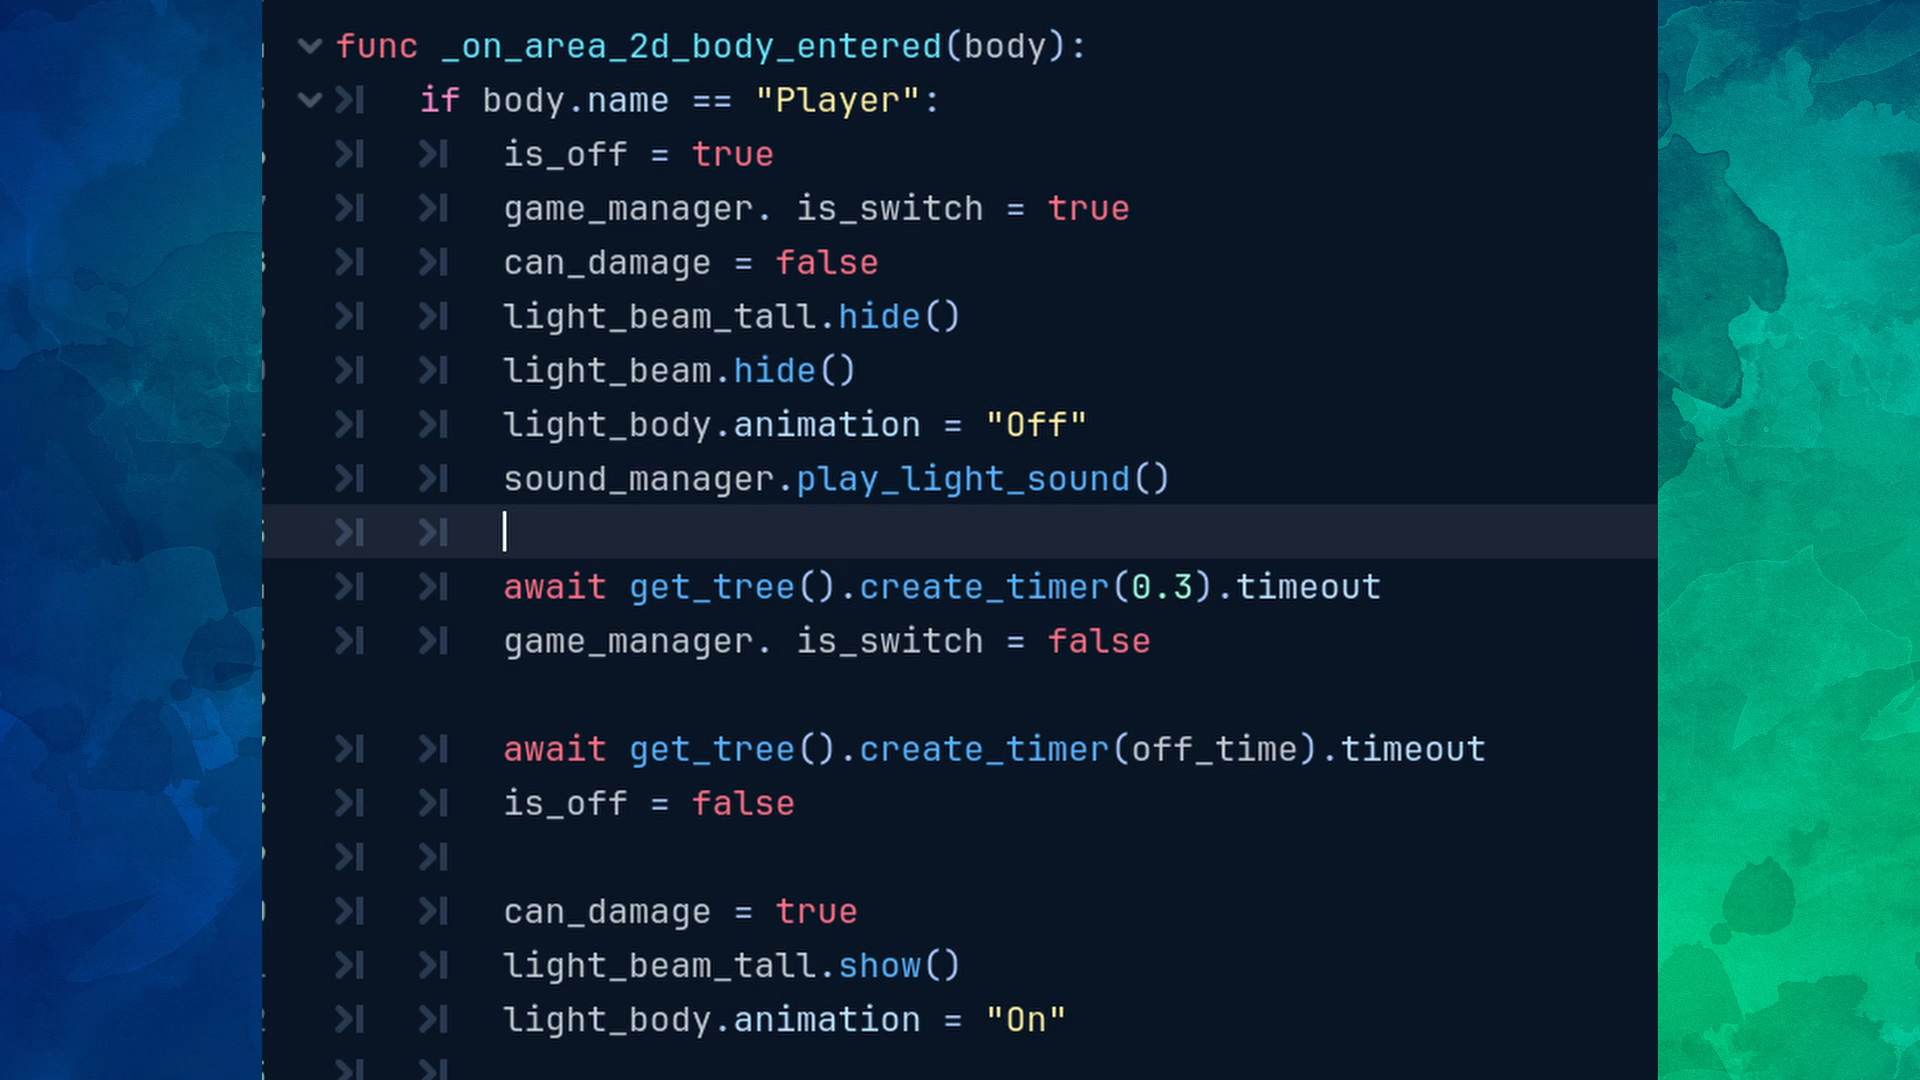 func _on_area_2d_body_entered(body):
if body.name == "Player":
is_off = true
game_manager. is_switch = true
can_damage = false
light_beam_tall.hide()
light_beam.hide()
light_body.animation = "Off"
sound_manager.play_light_sound()
await get_tree().create_timer(0.3).timeout
game_manager. is_switch = false
await get_tree().create_timer(off_time).timeout
is_off = false
can_damage = true
light_beam_tall.show()
light_body.animation = "On"